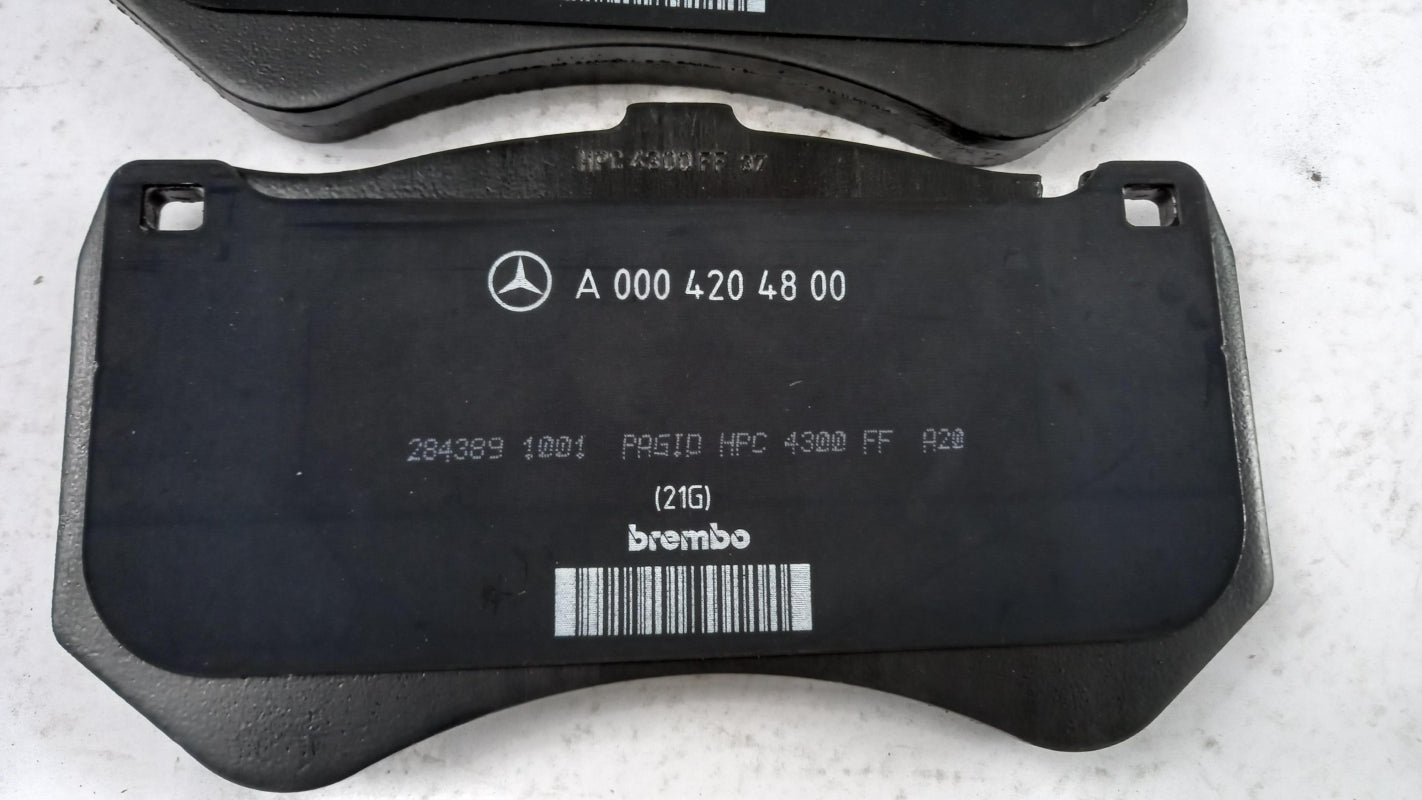 HPC 4300 FF 37
A 000 420 48 00
284389 1001 PAGID HPC 4300 FF A20
(21G)
brembo